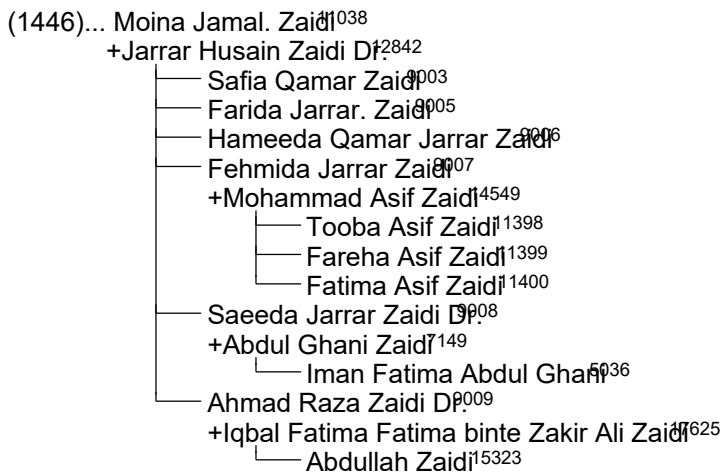 (1446)... Moina Jamal. Zaidi11038
+Jarrar Husain Zaidi Dr.12842
Safia Qamar Zaidi9003
Farida Jarrar. Zaidi9005
Hameeda Qamar Jarrar Zaidi9006
Fehmida Jarrar Zaidi9007
+Mohammad Asif Zaidi14549
Tooba Asif Zaidi11398
Fareha Asif Zaidi11399
Fatima Asif Zaidi11400
Saeeda Jarrar Zaidi Dr.9008
+Abdul Ghani Zaidi7149
Iman Fatima Abdul Ghani5036
Ahmad Raza Zaidi Dr.9009
+Iqbal Fatima Fatima binte Zakir Ali Zaidi17625
Abdullah Zaidi15323